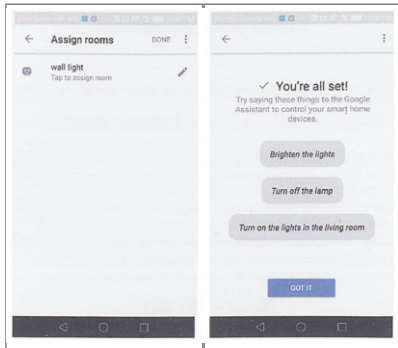 Assign rooms
DONE
wall light
Tap to assign room
You're all set!
Try saying these things to the Google
Assistant to control your smart home
devices.
Brighten the lights
Turn off the lamp
Turn on the lights in the living room
GOT IT